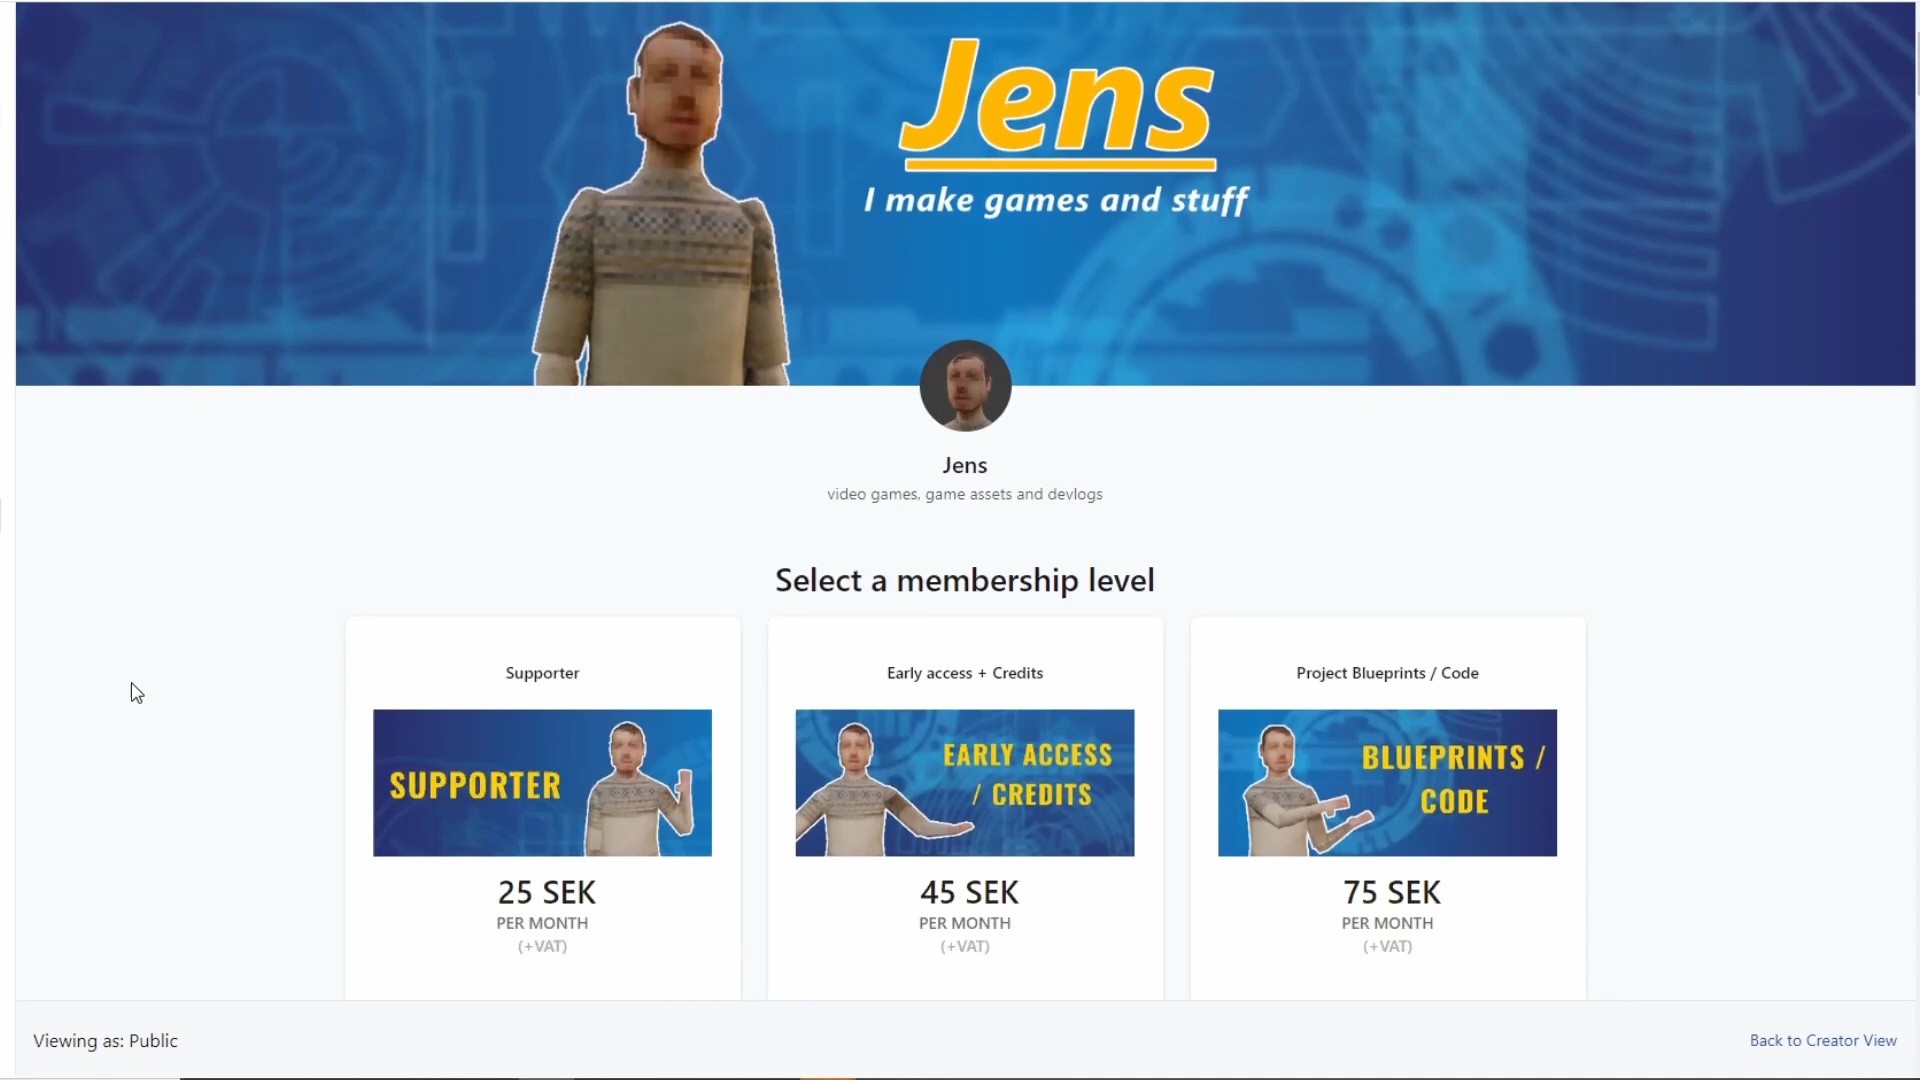 Jens
I make games and stuff
Jens
video games, game assets and devlogs
Select a membership level
Supporter
SUPPORTER
25 SEK
PER MONTH
(+VAT)
Early access + Credits
EARLY ACCESS
/ CREDITS
45 SEK
PER MONTH
(+VAT)
Project Blueprints / Code
BLUEPRINTS /
CODE
75 SEK
PER MONTH
(+VAT)
Viewing as: Public
Back to Creator View